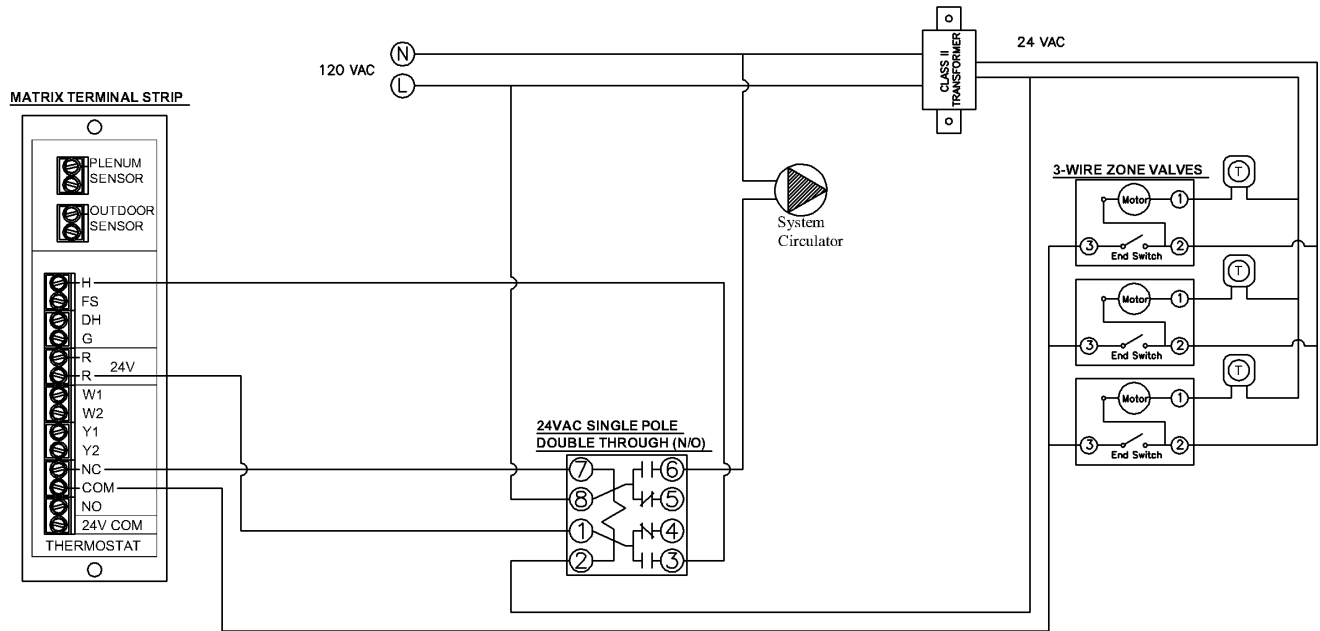 24 VAC
CLASS II
TRANSFORMER
N
120 VAC
L
MATRIX TERMINAL STRIP
PLENUM
SENSOR
OUTDOOR
SENSOR
H
FS
DH
G
R
24V
R
W1
W2
Y1
Y2
NC
COM
NO
24V COM
THERMOSTAT
System
Circulator
3-WIRE ZONE VALVES
T
Motor
1
3
2
End Switch
T
Motor
1
3
2
End Switch
T
Motor
1
3
2
End Switch
24VAC SINGLE POLE
DOUBLE THROUGH (N/O)
7
6
8
5
1
4
2
3